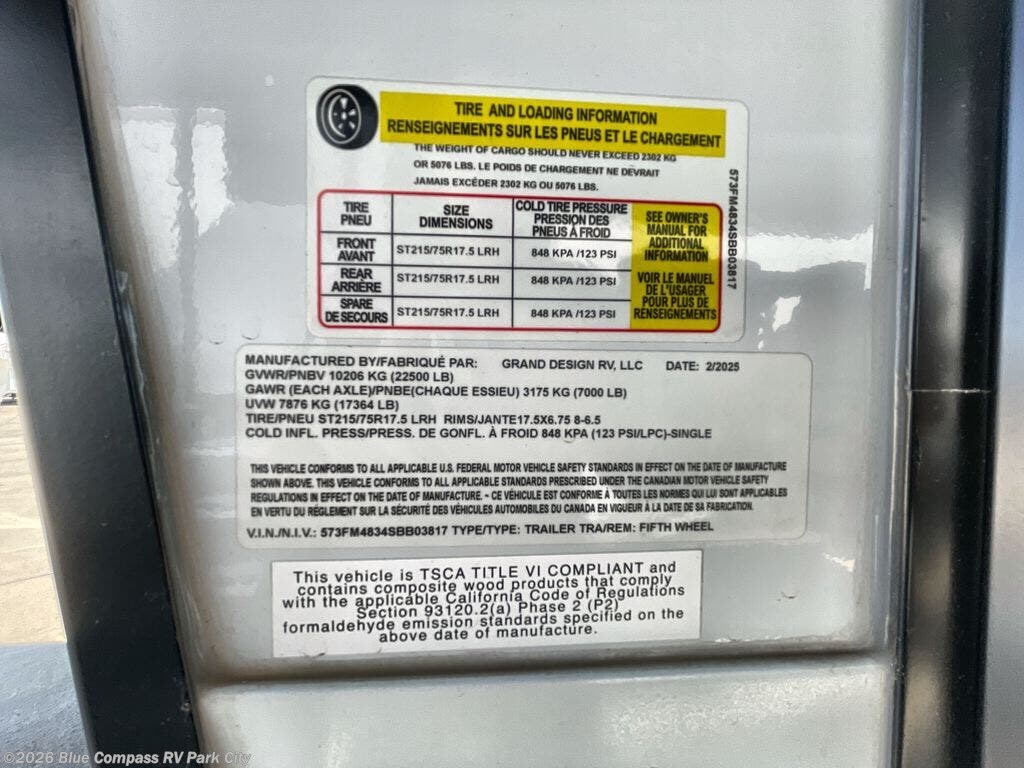 TIRE AND LOADING INFORMATION
RENSEIGNEMENTS SUR LES PNEUS ET LE CHARGEMENT
THE WEIGHT OF CARGO SHOULD NEVER EXCEED 2302 KG
OR 5076 LBS. LE POIDS DE CHARGEMENT NE DEVRAIT
JAMAIS EXCÉDER 2302 KG OU 5076 LBS.
TIRE
PNEU
SIZE
DIMENSIONS
COLD TIRE PRESSURE
PRESSION DES
PNEUS À FROID
FRONT
AVANT
ST215/75R17.5 LRH
848 KPA /123 PSI
REAR
ARRIÈRE
ST215/75R17.5 LRH
848 KPA /123 PSI
SPARE
DE SECOURS
ST215/75R17.5 LRH
848 KPA /123 PSI
SEE OWNER'S
MANUAL FOR
ADDITIONAL
INFORMATION
VOIR LE MANUEL
DE L'USAGER
POUR PLUS DE
RENSEIGNEMENTS
573FM4834SBB03817
MANUFACTURED BY/FABRIQUÉ PAR: GRAND DESIGN RV, LLC DATE: 2/2025
GVWR/PNBV 10206 KG (22500 LB)
GAWR (EACH AXLE)/PNBE(CHAQUE ESSIEU) 3175 KG (7000 LB)
UVW 7876 KG (17364 LB)
TIRE/PNEU ST215/75R17.5 LRH RIMS/JANTE17.5X6.75 8-6.5
COLD INFL. PRESS/PRESS. DE GONFL. À FROID 848 KPA (123 PSI/LPC)-SINGLE
THIS VEHICLE CONFORMS TO ALL APPLICABLE U.S. FEDERAL MOTOR VEHICLE SAFETY STANDARDS IN EFFECT ON THE DATE OF MANUFACTURE
SHOWN ABOVE. THIS VEHICLE CONFORMS TO ALL APPLICABLE STANDARDS PRESCRIBED UNDER THE CANADIAN MOTOR VEHICLE SAFETY
REGULATIONS IN EFFECT ON THE DATE OF MANUFACTURE. - CE VÉHICULE EST CONFORME À TOUTES LES NORMES QUI LUI SONT APPLICABLES
EN VERTU DU RÉGLEMENT SUR LA SÉCURITÉ DES VÉHICULES AUTOMOBILES DU CANADA EN VIGUEUR À LA DATE DE SA FABRICATION.
V.I.N./N.I.V.: 573FM4834SBB03817 TYPE/TYPE: TRAILER TRA/REM: FIFTH WHEEL
This vehicle is TSCA TITLE VI COMPLIANT and
contains composite wood products that comply
with the applicable California Code of Regulations
Section 93120.2(a) Phase 2 (P2)
formaldehyde emission standards specified on the
above date of manufacture.
©2026 Blue Compass RV Park City